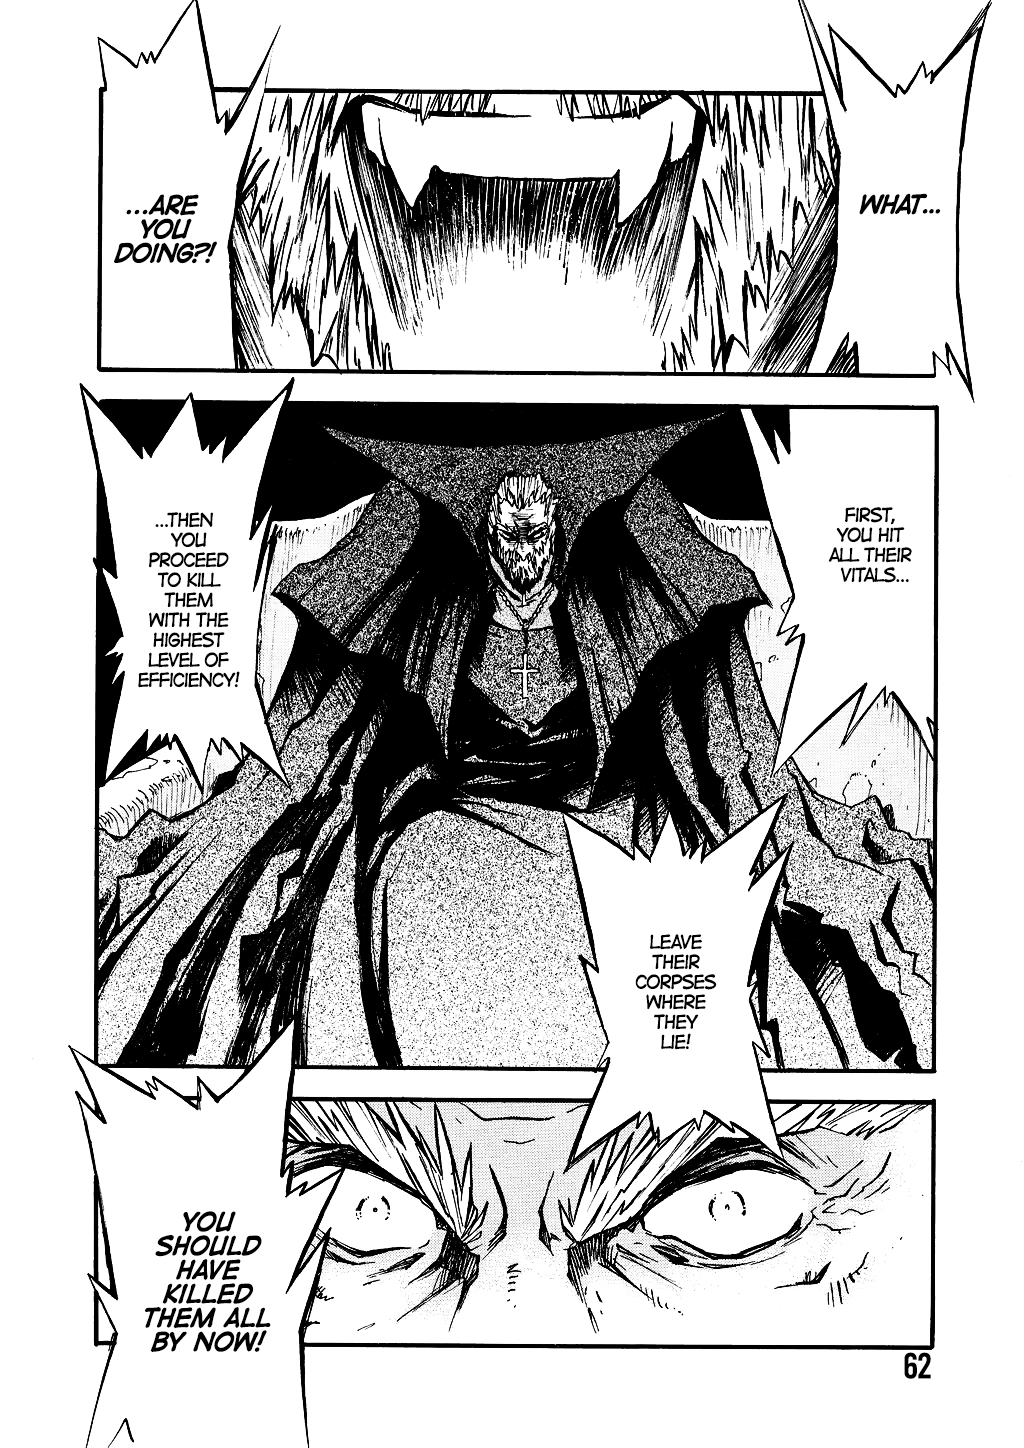 WHAT...
...ARE
YOU
DOING?!
FIRST,
YOU HIT
ALL THEIR
VITALS...
...THEN
YOU
PROCEED
TO KILL
THEM
WITH THE
HIGHEST
LEVEL OF
EFFICIENCY!
LEAVE
THEIR
CORPSES
WHERE
THEY
LIE!
YOU
SHOULD
HAVE
KILLED
THEM ALL
BY NOW!
62